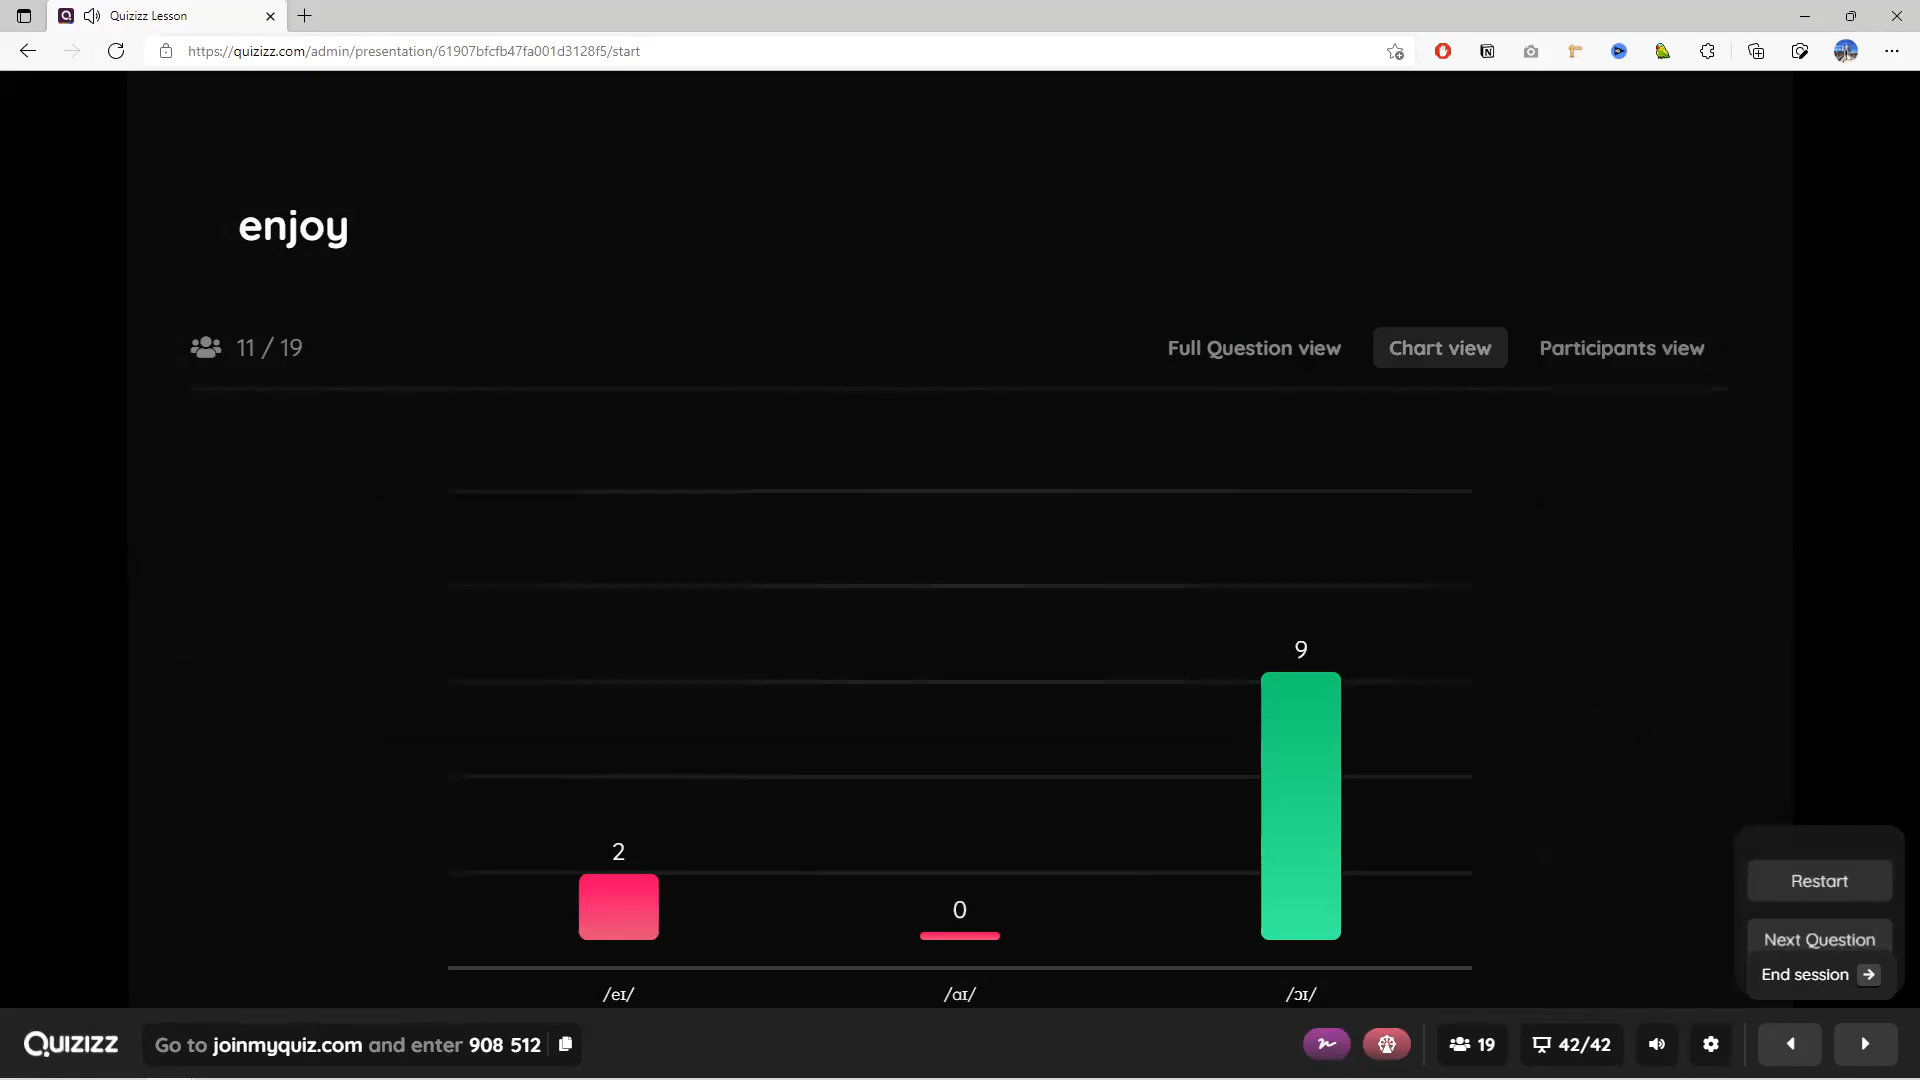 Quizizz Lesson
https://quizizz.com/admin/presentation/61907bfcfb47fa001d3128f5/start
enjoy
11 / 19
Full Question view
Chart view
Participants view
9
2
0
/eɪ/
/aɪ/
/ɔɪ/
Restart
Next Question
End session
QUIZIZZ
Go to joinmyquiz.com and enter 908 512
19
42/42